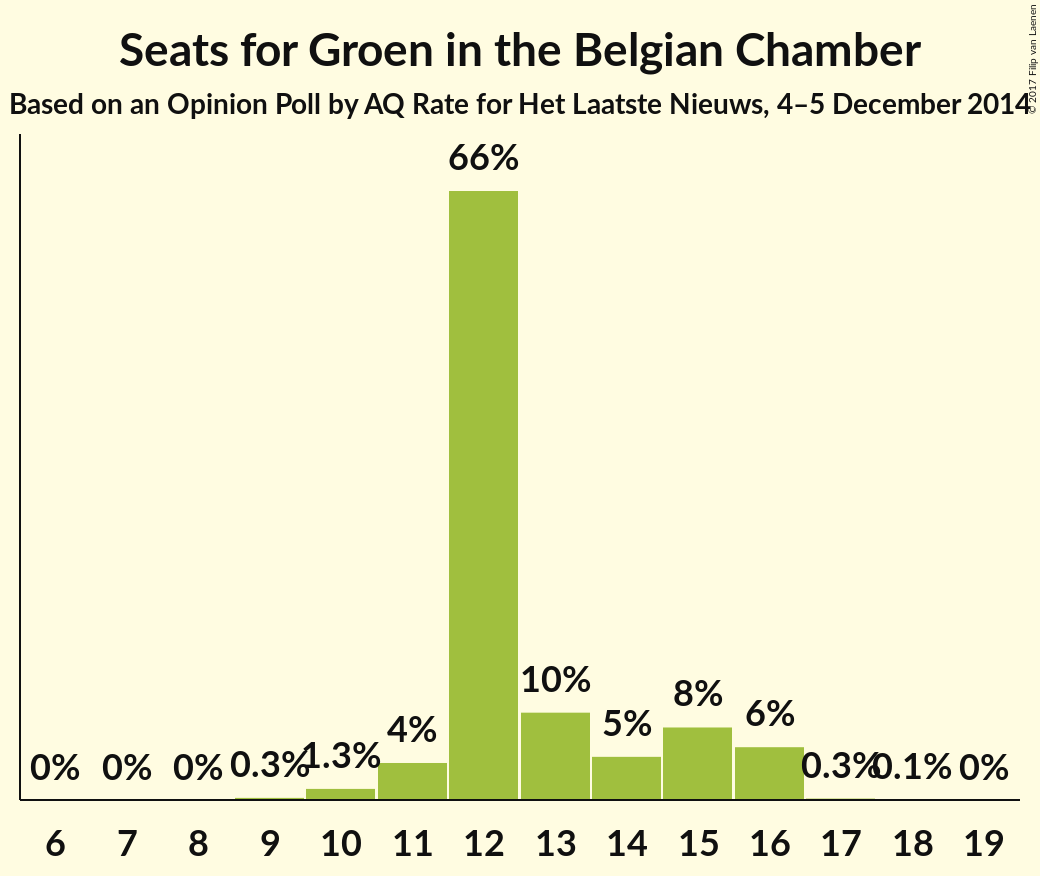 Seats for Groen in the Belgian Chamber
Based on an Opinion Poll by AQ Rate for Het Laatste Nieuws, 4–5 December 2014
© 2017 Filip van Laenen
66%
10%
8%
6%
5%
4%
1.3%
0% 0% 0% 0.3% 0.3% 0.1% 0%
6 7 8 9 10 11 12 13 14 15 16 17 18 19